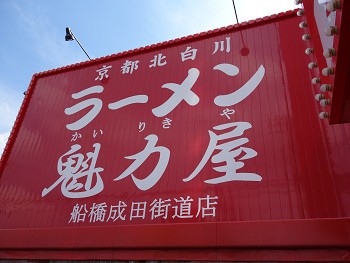 京都北白川
ラーメン
かいりきや
魁力屋
船橋成田街道店